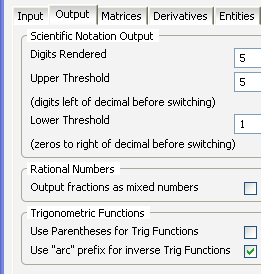 Input Output Matrices Derivatives Entities
Scientific Notation Output
Digits Rendered 5
Upper Threshold 5
(digits left of decimal before switching)
Lower Threshold 1
(zeros to right of decimal before switching)
Rational Numbers
Output fractions as mixed numbers
Trigonometric Functions
Use Parentheses for Trig Functions
Use "arc" prefix for inverse Trig Functions